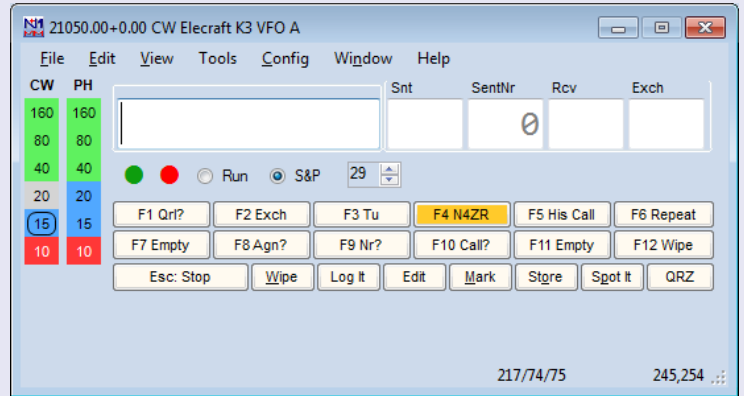 N1 MM 21050.00+0.00 CW Elecraft K3 VFO A
File Edit View Tools Config Window Help
CW PH Snt SentNr Rcv Exch
160 160 0
80 80
40 40 Run S&P 29
20 20
15 15 F1 Qrl? F2 Exch F3 Tu F4 N4ZR F5 His Call F6 Repeat
10 10 F7 Empty F8 Agn? F9 Nr? F10 Call? F11 Empty F12 Wipe
Esc: Stop Wipe Log It Edit Mark Store Spot It QRZ
217/74/75 245,254